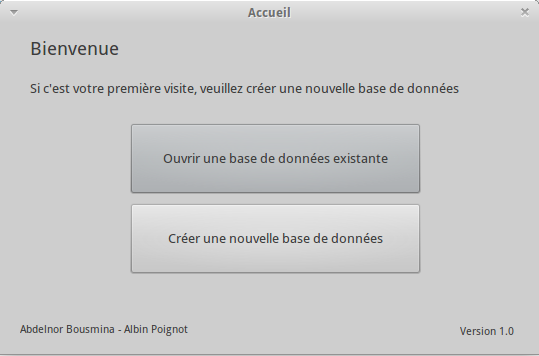 Accueil
Bienvenue
Si c'est votre première visite, veuillez créer une nouvelle base de données
Ouvrir une base de données existante
Créer une nouvelle base de données
Abdelnor Bousmina - Albin Poignot
Version 1.0